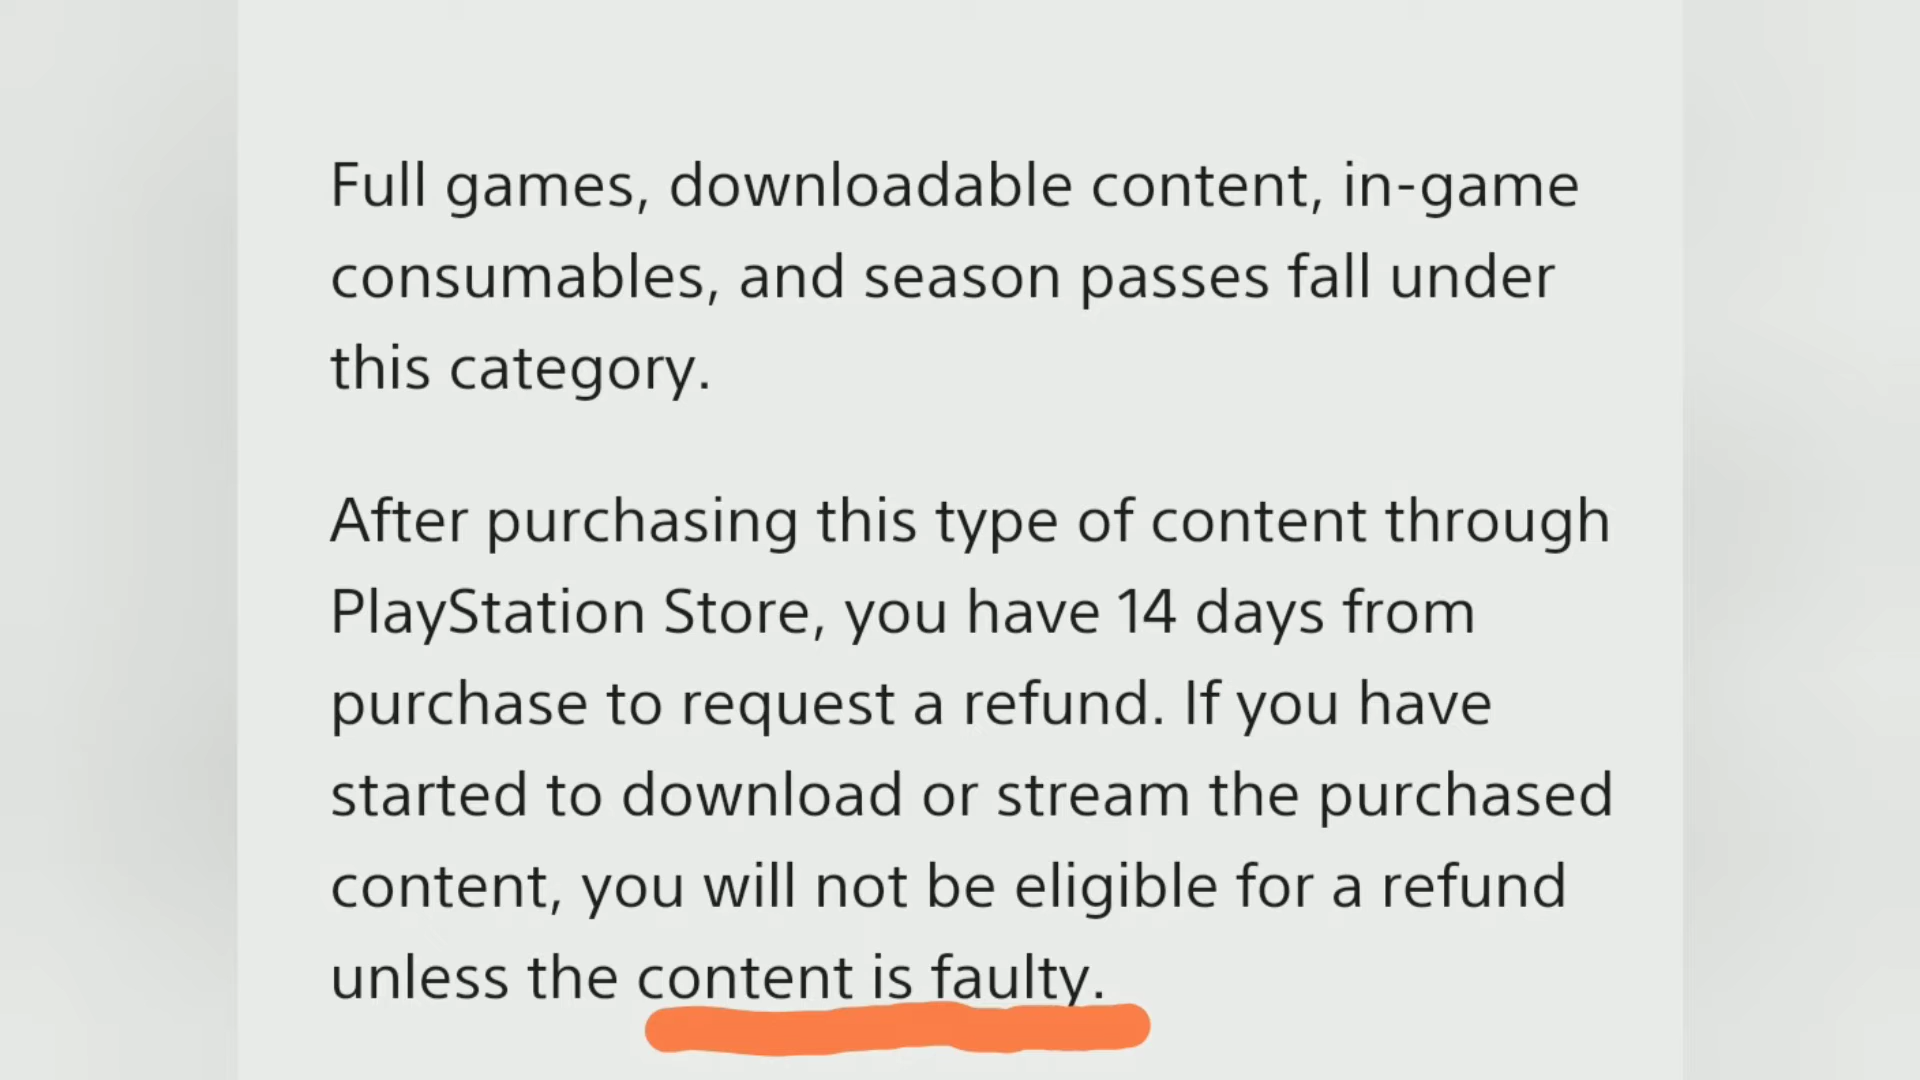 Full games, downloadable content, in-game
consumables, and season passes fall under
this category.
After purchasing this type of content through
PlayStation Store, you have 14 days from
purchase to request a refund. If you have
started to download or stream the purchased
content, you will not be eligible for a refund
unless the content is faulty.